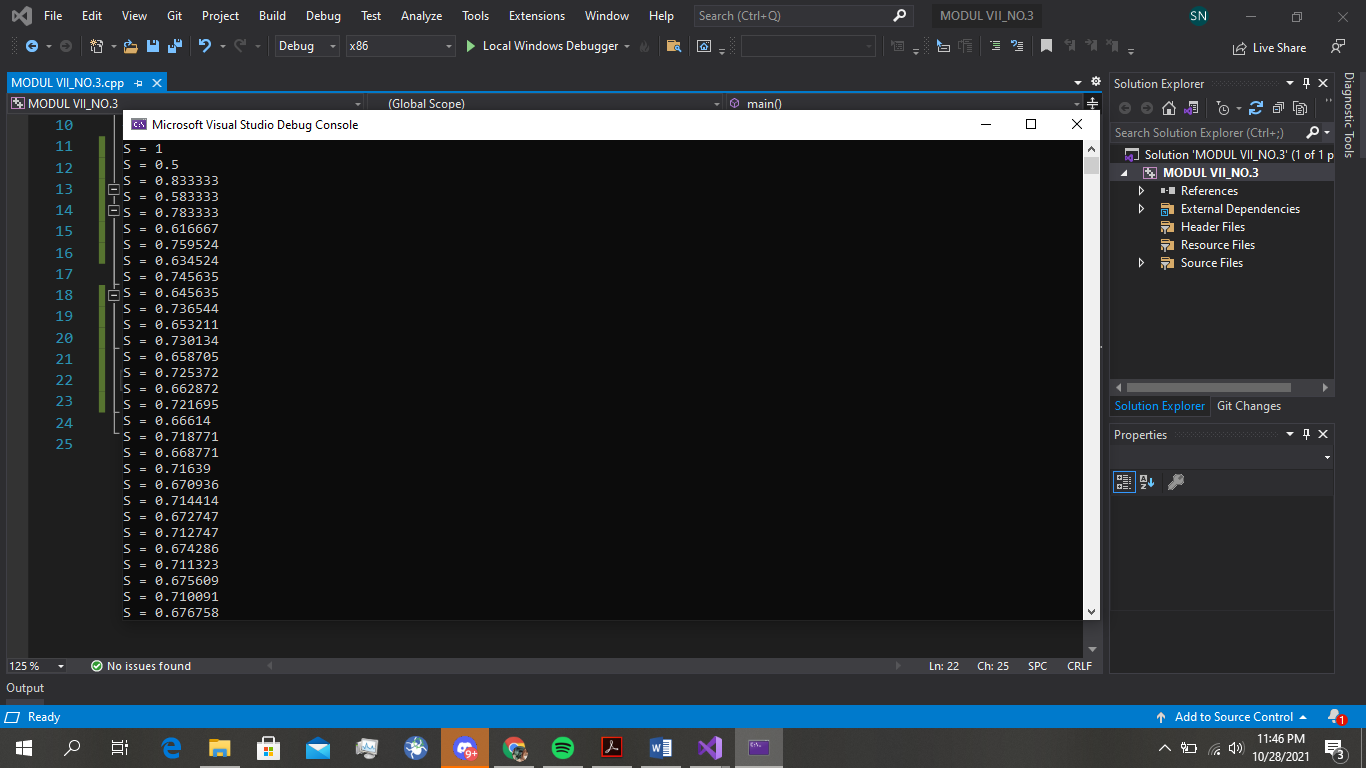 File Edit View Git Project Build Debug Test Analyze Tools Extensions Window Help Search (Ctrl+Q) MODUL VII_NO.3 SN
Debug x86 Local Windows Debugger Live Share
MODUL VII_NO.3.cpp
MODUL VII_NO.3 (Global Scope) main()
10
11
12
13
14
15
16
17
18
19
20
21
22
23
24
25
Microsoft Visual Studio Debug Console
S = 1
S = 0.5
S = 0.833333
S = 0.583333
S = 0.783333
S = 0.616667
S = 0.759524
S = 0.634524
S = 0.745635
S = 0.645635
S = 0.736544
S = 0.653211
S = 0.730134
S = 0.658705
S = 0.725372
S = 0.662872
S = 0.721695
S = 0.66614
S = 0.718771
S = 0.668771
S = 0.71639
S = 0.670936
S = 0.714414
S = 0.672747
S = 0.712747
S = 0.674286
S = 0.711323
S = 0.675609
S = 0.710091
S = 0.676758
125 % No issues found Ln: 22 Ch: 25 SPC CRLF
Solution Explorer
Search Solution Explorer (Ctrl+;)
Solution 'MODUL VII_NO.3' (1 of 1 p
MODUL VII_NO.3
References
External Dependencies
Header Files
Resource Files
Source Files
Solution Explorer Git Changes
Properties
Diagnostic Tools
Output
Ready Add to Source Control 1
9+
11:46 PM
10/28/2021
3